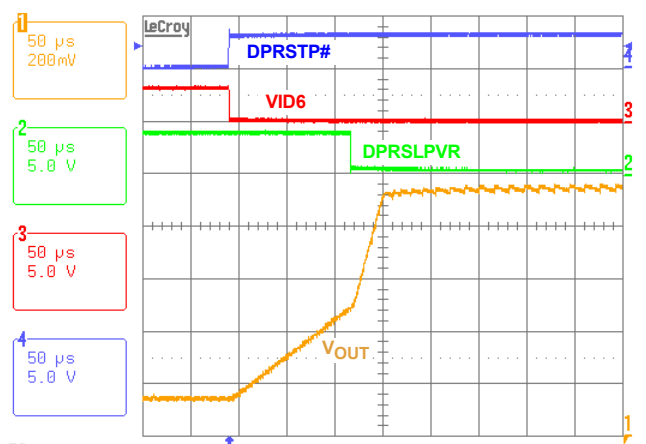 1
50 µs
200mV
2
50 µs
5.0 V
3
50 µs
5.0 V
4
50 µs
5.0 V
LeCroy
DPRSTP#
4
VID6
3
DPRSLPVR
2
VOUT
1